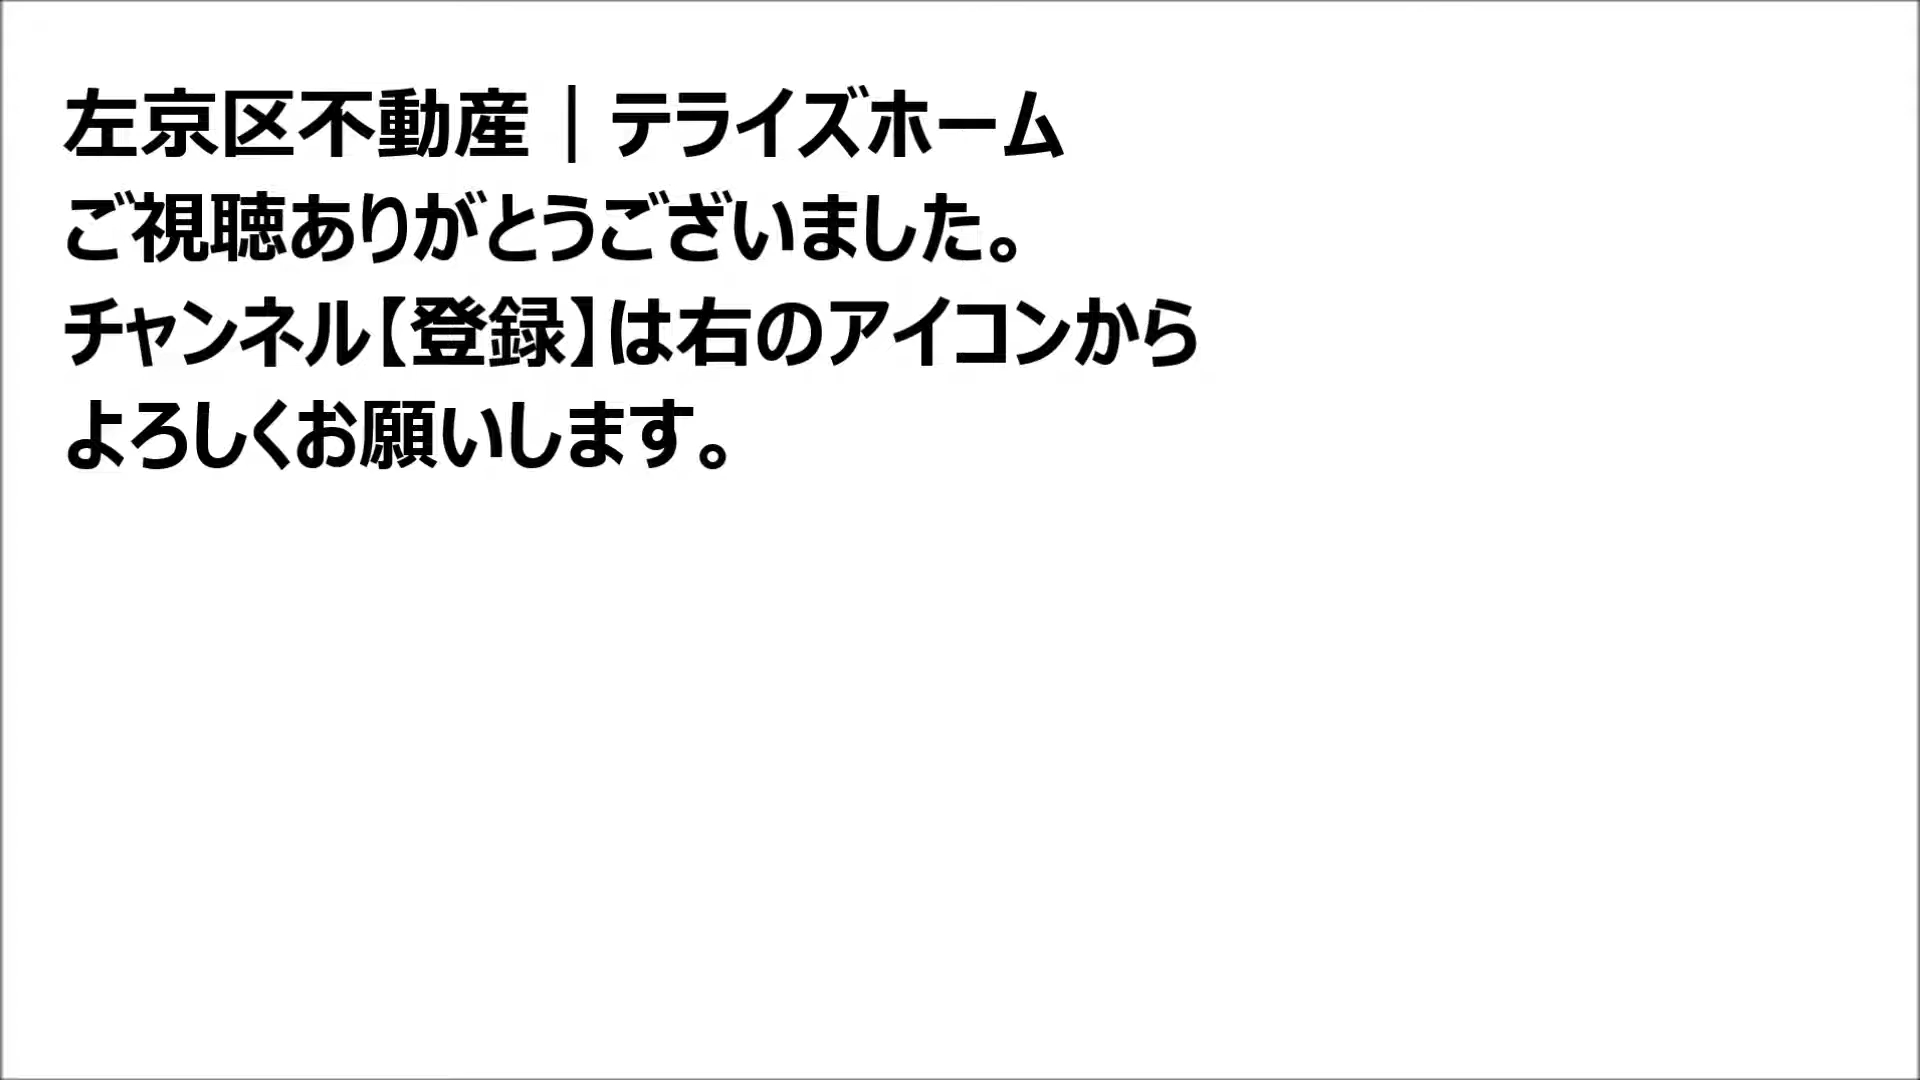 左京区不動産｜テライズホーム
ご視聴ありがとうございました。
チャンネル【登録】は右のアイコンから
よろしくお願いします。